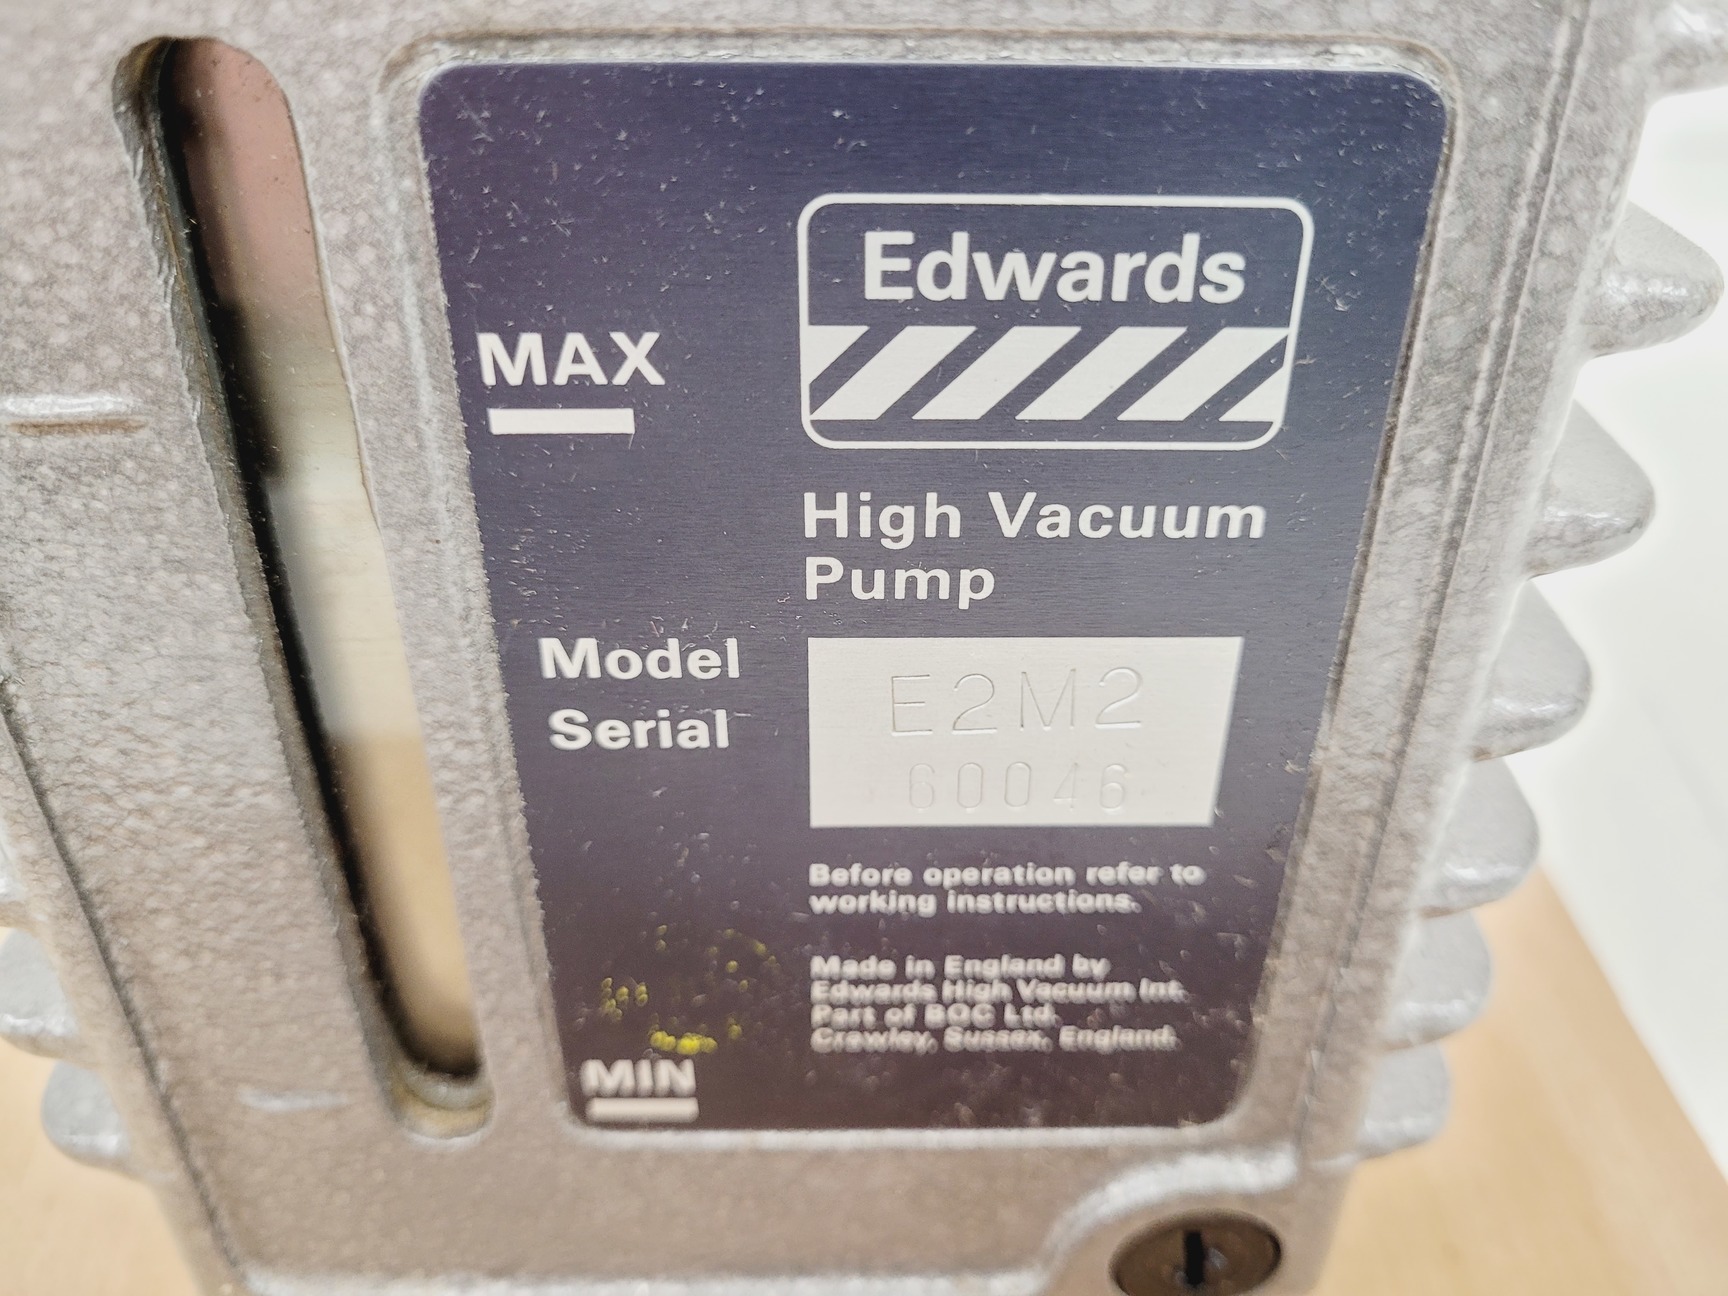 Edwards
MAX
High Vacuum
Pump
Model E2M2
Serial 60046
Before operation refer to
working instructions.
Made in England by
Edwards High Vacuum Int.
Part of BOC Ltd.
Crawley, Sussex, England.
MIN